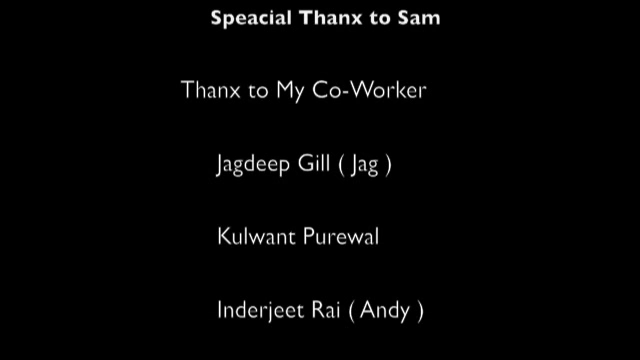 Speacial Thanx to Sam
Thanx to My Co-Worker
Jagdeep Gill ( Jag )
Kulwant Purewal
Inderjeet Rai ( Andy )